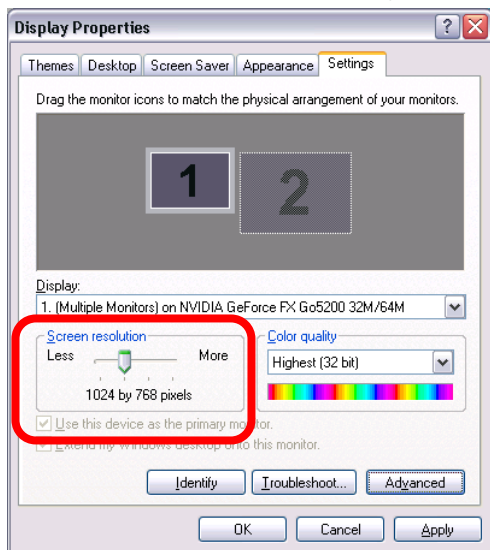 Display Properties
Themes Desktop Screen Saver Appearance Settings
Drag the monitor icons to match the physical arrangement of your monitors.
1 2
Display:
1. (Multiple Monitors) on NVIDIA GeForce FX Go5200 32M/64M
Screen resolution
Less More
1024 by 768 pixels
Color quality
Highest (32 bit)
Use this device as the primary monitor.
Extend my Windows desktop onto this monitor.
Identify Troubleshoot... Advanced
OK Cancel Apply